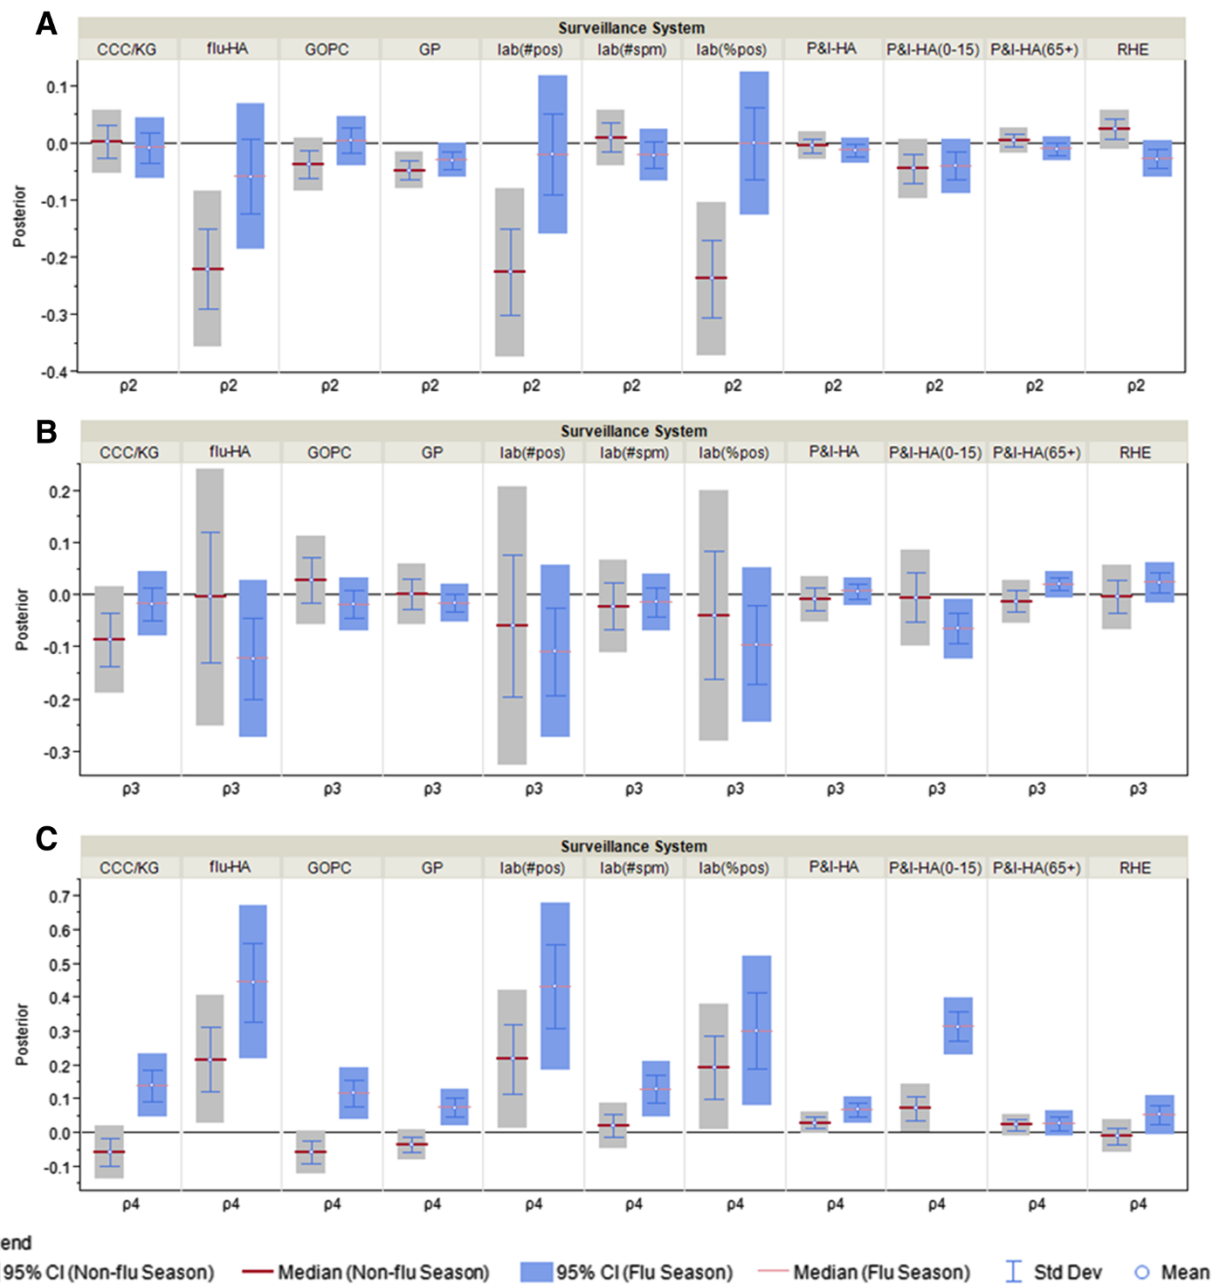 A
Surveillance System
CCC/KG flu-HA GOPC GP lab(#pos) lab(#spm) lab(%pos) P&I-HA P&I-HA(0-15) P&I-HA(65+) RHE
0.1
0.0
-0.1
-0.2
-0.3
-0.4
Posterior
ρ2 ρ2 ρ2 ρ2 ρ2 ρ2 ρ2 ρ2 ρ2 ρ2 ρ2
B
Surveillance System
CCC/KG flu-HA GOPC GP lab(#pos) lab(#spm) lab(%pos) P&I-HA P&I-HA(0-15) P&I-HA(65+) RHE
0.2
0.1
0.0
-0.1
-0.2
-0.3
Posterior
ρ3 ρ3 ρ3 ρ3 ρ3 ρ3 ρ3 ρ3 ρ3 ρ3 ρ3
C
Surveillance System
CCC/KG flu-HA GOPC GP lab(#pos) lab(#spm) lab(%pos) P&I-HA P&I-HA(0-15) P&I-HA(65+) RHE
0.7
0.6
0.5
0.4
0.3
0.2
0.1
0.0
-0.1
Posterior
ρ4 ρ4 ρ4 ρ4 ρ4 ρ4 ρ4 ρ4 ρ4 ρ4 ρ4
end
95% CI (Non-flu Season) Median (Non-flu Season) 95% CI (Flu Season) Median (Flu Season) Std Dev Mean